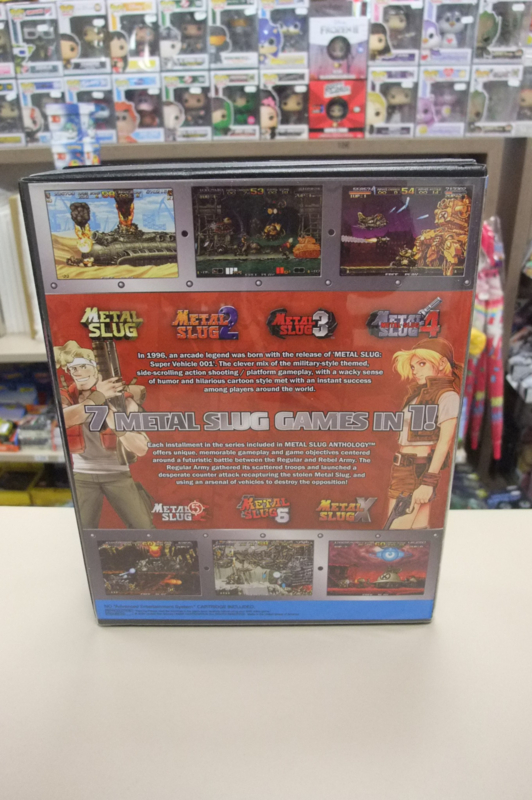 METAL SLUG
METAL SLUG 2
METAL SLUG 3
METAL SLUG 4
In 1996, an arcade legend was born with the release of 'METAL SLUG:
Super Vehicle 001'. The clever mix of the military-style themed,
side-scrolling action shooting / platform gameplay, with a wacky sense
of humor and hilarious cartoon style met with an instant success
among players around the world.
7 METAL SLUG GAMES IN 1!
Each installment in the series included in METAL SLUG ANTHOLOGY™
offers unique, memorable gameplay and game objectives centered
around a futuristic battle between the Regular and Rebel Army. The
Regular Army gathered its scattered troops and launched a
desperate counter attack recapturing the stolen Metal Slug, and
using an arsenal of vehicles to destroy the opposition!
METAL SLUG 5
METAL SLUG 6
METAL SLUG X